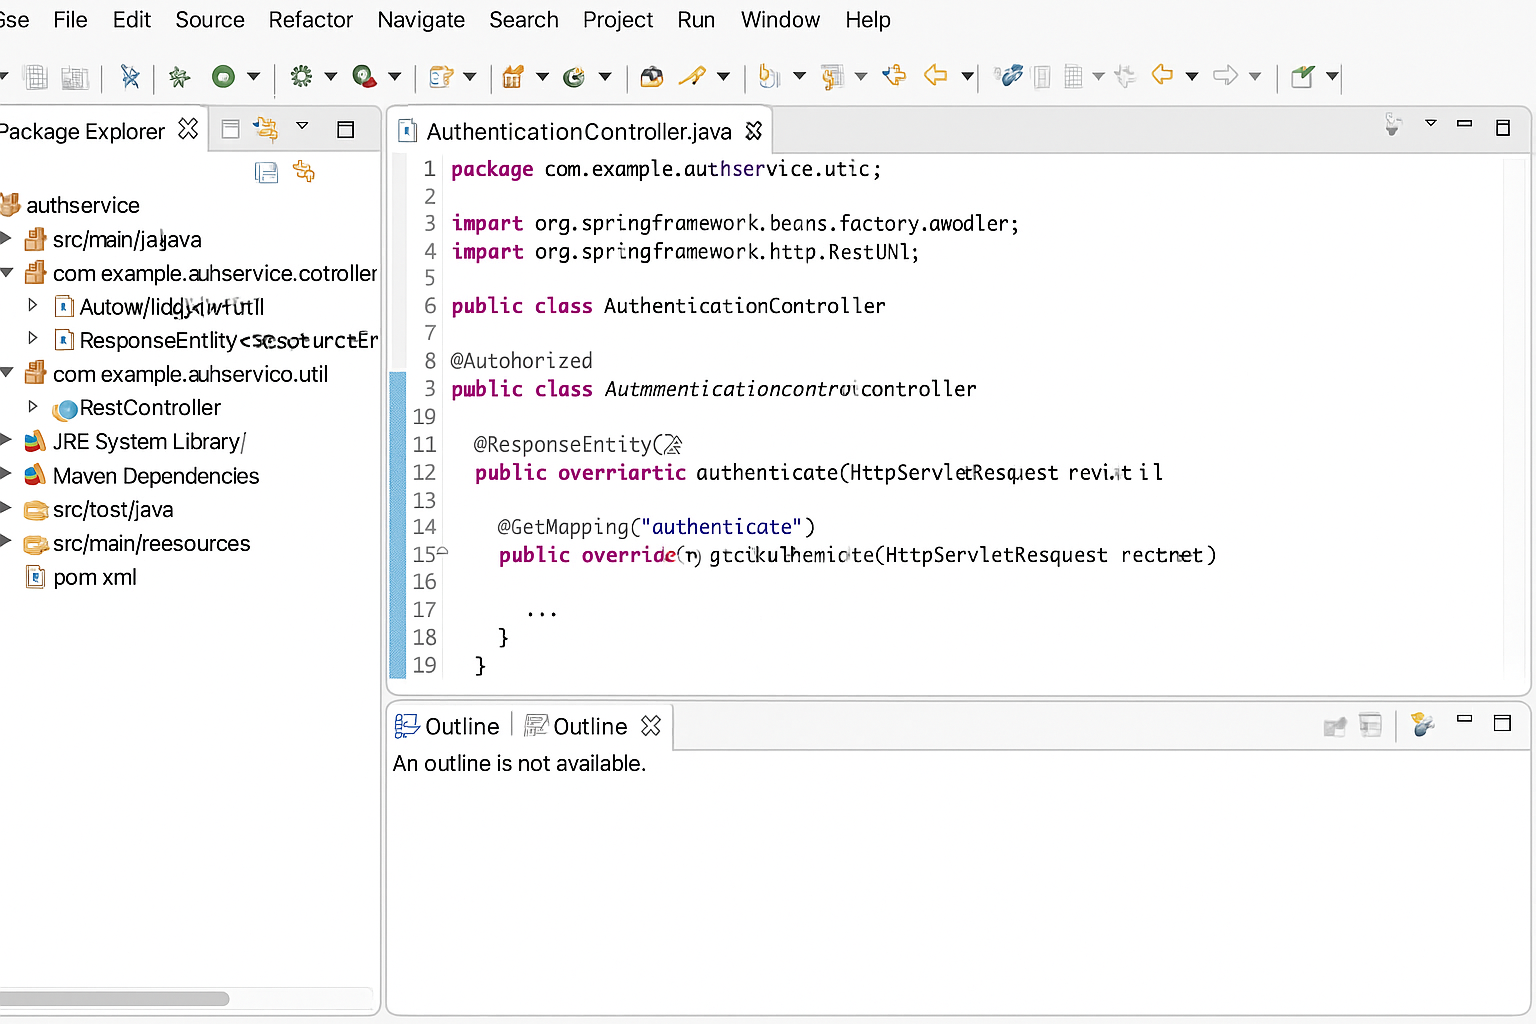 Gse File Edit Source Refactor Navigate Search Project Run Window Help
Package Explorer
AuthenticationController.java
authservice
src/main/jajava
com example.auhservice.cotroller
ResponseEntlity
com example.auhservico.util
RestController
JRE System Library/
Maven Dependencies
src/tost/java
src/main/reesources
pom xml
1 package com.example.authservice.utic;
2
3 impart org.springframework.beans.factory.awodler;
4 impart org.springframework.http.RestUNl;
5
6 public class AuthenticationController
7
8 @Autohorized
3 public class Autmmenticationcontroicontroller
19
11 @ResponseEntity(
12 public overriartic authenticate(HttpServletResquest
13
14 @GetMapping("authenticate")
15 public override( (HttpServletResquest rectnet)
16
17 ...
18 }
19 }
Outline Outline
An outline is not available.